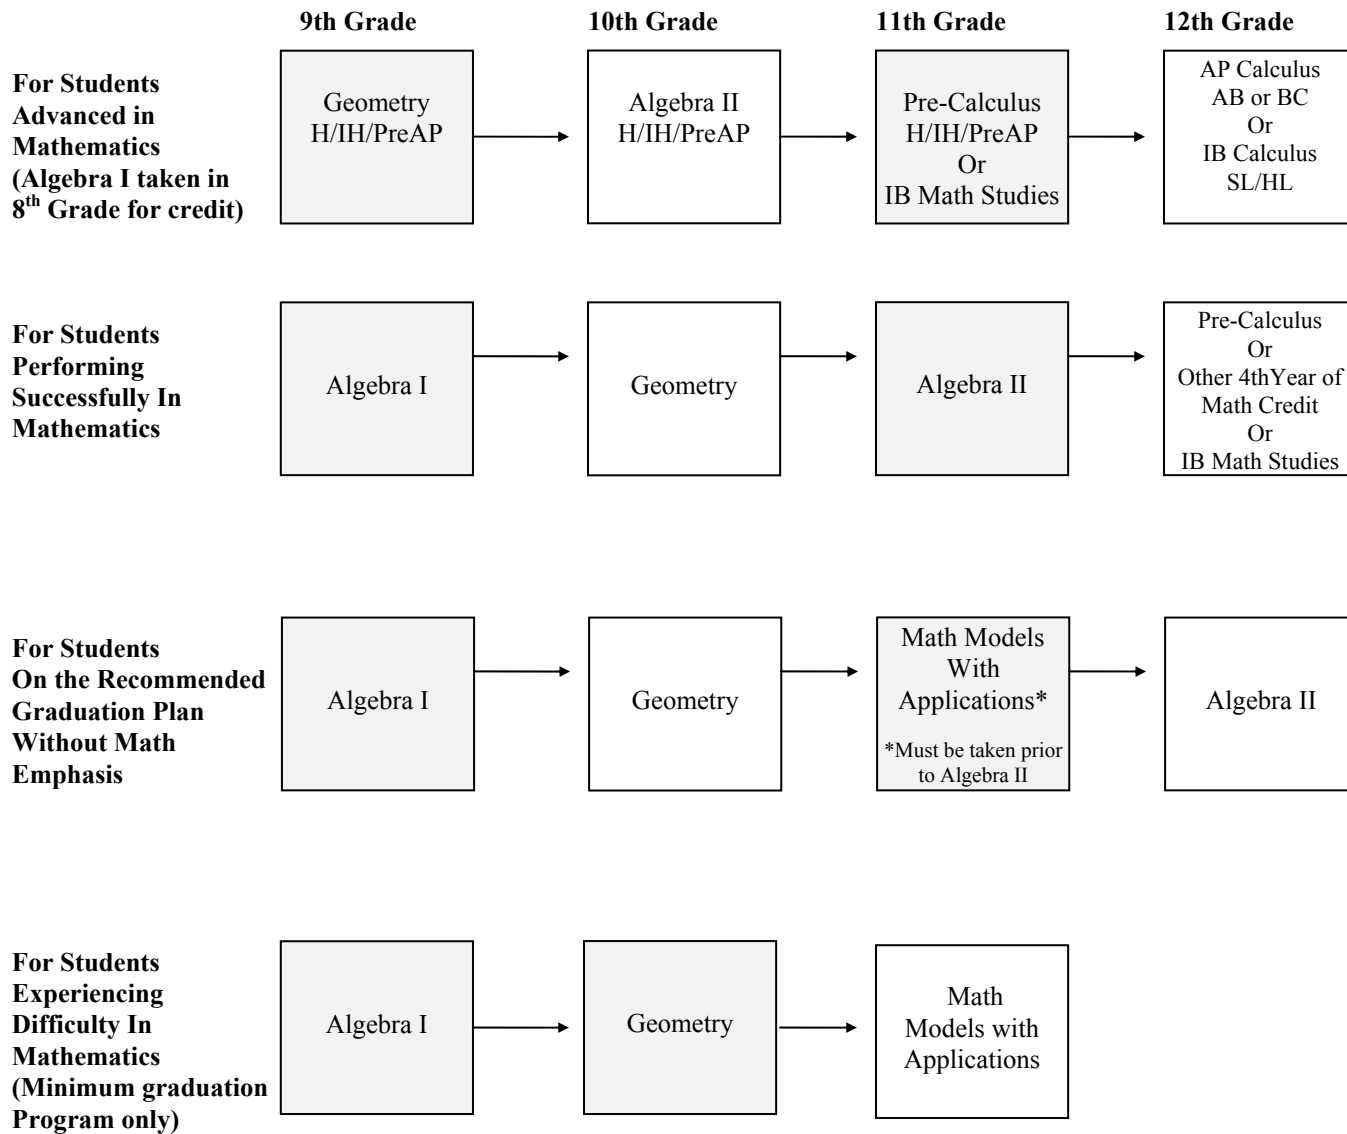 9th Grade
10th Grade
11th Grade
12th Grade
For Students
Advanced in
Mathematics
(Algebra I taken in
8th Grade for credit)
Geometry
H/IH/PreAP
Algebra II
H/IH/PreAP
Pre-Calculus
H/IH/PreAP
Or
IB Math Studies
AP Calculus
AB or BC
Or
IB Calculus
SL/HL
For Students
Performing
Successfully In
Mathematics
Algebra I
Geometry
Algebra II
Pre-Calculus
Or
Other 4thYear of
Math Credit
Or
IB Math Studies
For Students
On the Recommended
Graduation Plan
Without Math
Emphasis
Algebra I
Geometry
Math Models
With
Applications*
*Must be taken prior
to Algebra II
Algebra II
For Students
Experiencing
Difficulty In
Mathematics
(Minimum graduation
Program only)
Algebra I
Geometry
Math
Models with
Applications